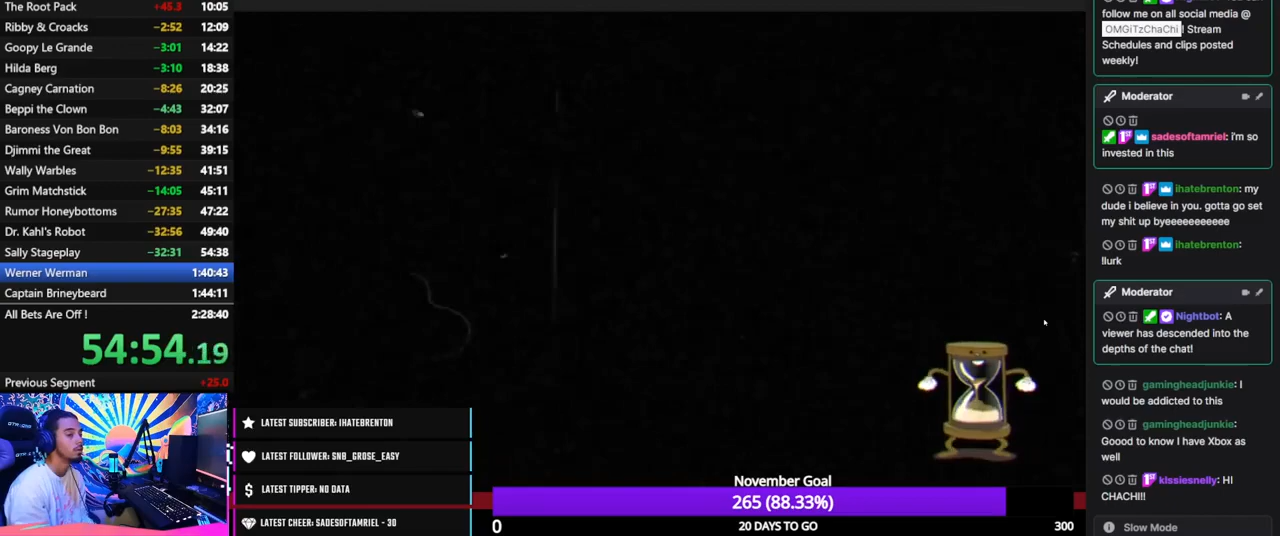 The Root Pack +45.3 10:05
Ribby & Croacks -2:52 12:09
Goopy Le Grande -3:01 14:22
Hilda Berg -3:10 18:38
Cagney Carnation -8:26 20:25
Beppi the Clown -4:43 32:07
Baroness Von Bon Bon -8:03 34:16
Djimmi the Great -9:55 39:15
Wally Warbles -12:35 41:51
Grim Matchstick -14:05 45:11
Rumor Honeybottoms -27:35 47:22
Dr. Kahl's Robot -32:56 49:40
Sally Stageplay -32:31 54:38
Werner Werman 1:40:43
Captain Brineybeard 1:44:11
All Bets Are Off ! 2:28:40
54:54.19
Previous Segment +25.0
LATEST SUBSCRIBER: IHATEBRENTON
LATEST FOLLOWER: SNB_GROSE_EASY
LATEST TIPPER: NO DATA
LATEST CHEER: SADESOFTAMRIEL - 30
November Goal
265 (88.33%)
0 20 DAYS TO GO 300
follow me on all social media @
OMGiTzChaChi! Stream
Schedules and clips posted
weekly!
Moderator
sadesoftamriel: i'm so
invested in this
ihatebrenton: my
dude i believe in you. gotta go set
my shit up byeeeeeeeeeee
ihatebrenton:
!lurk
Moderator
Nightbot: A
viewer has descended into the
depths of the chat!
gamingheadjunkie: I
would be addicted to this
gamingheadjunkie:
Goood to know I have Xbox as
well
kissiesnelly: HI
CHACHI!!
Slow Mode